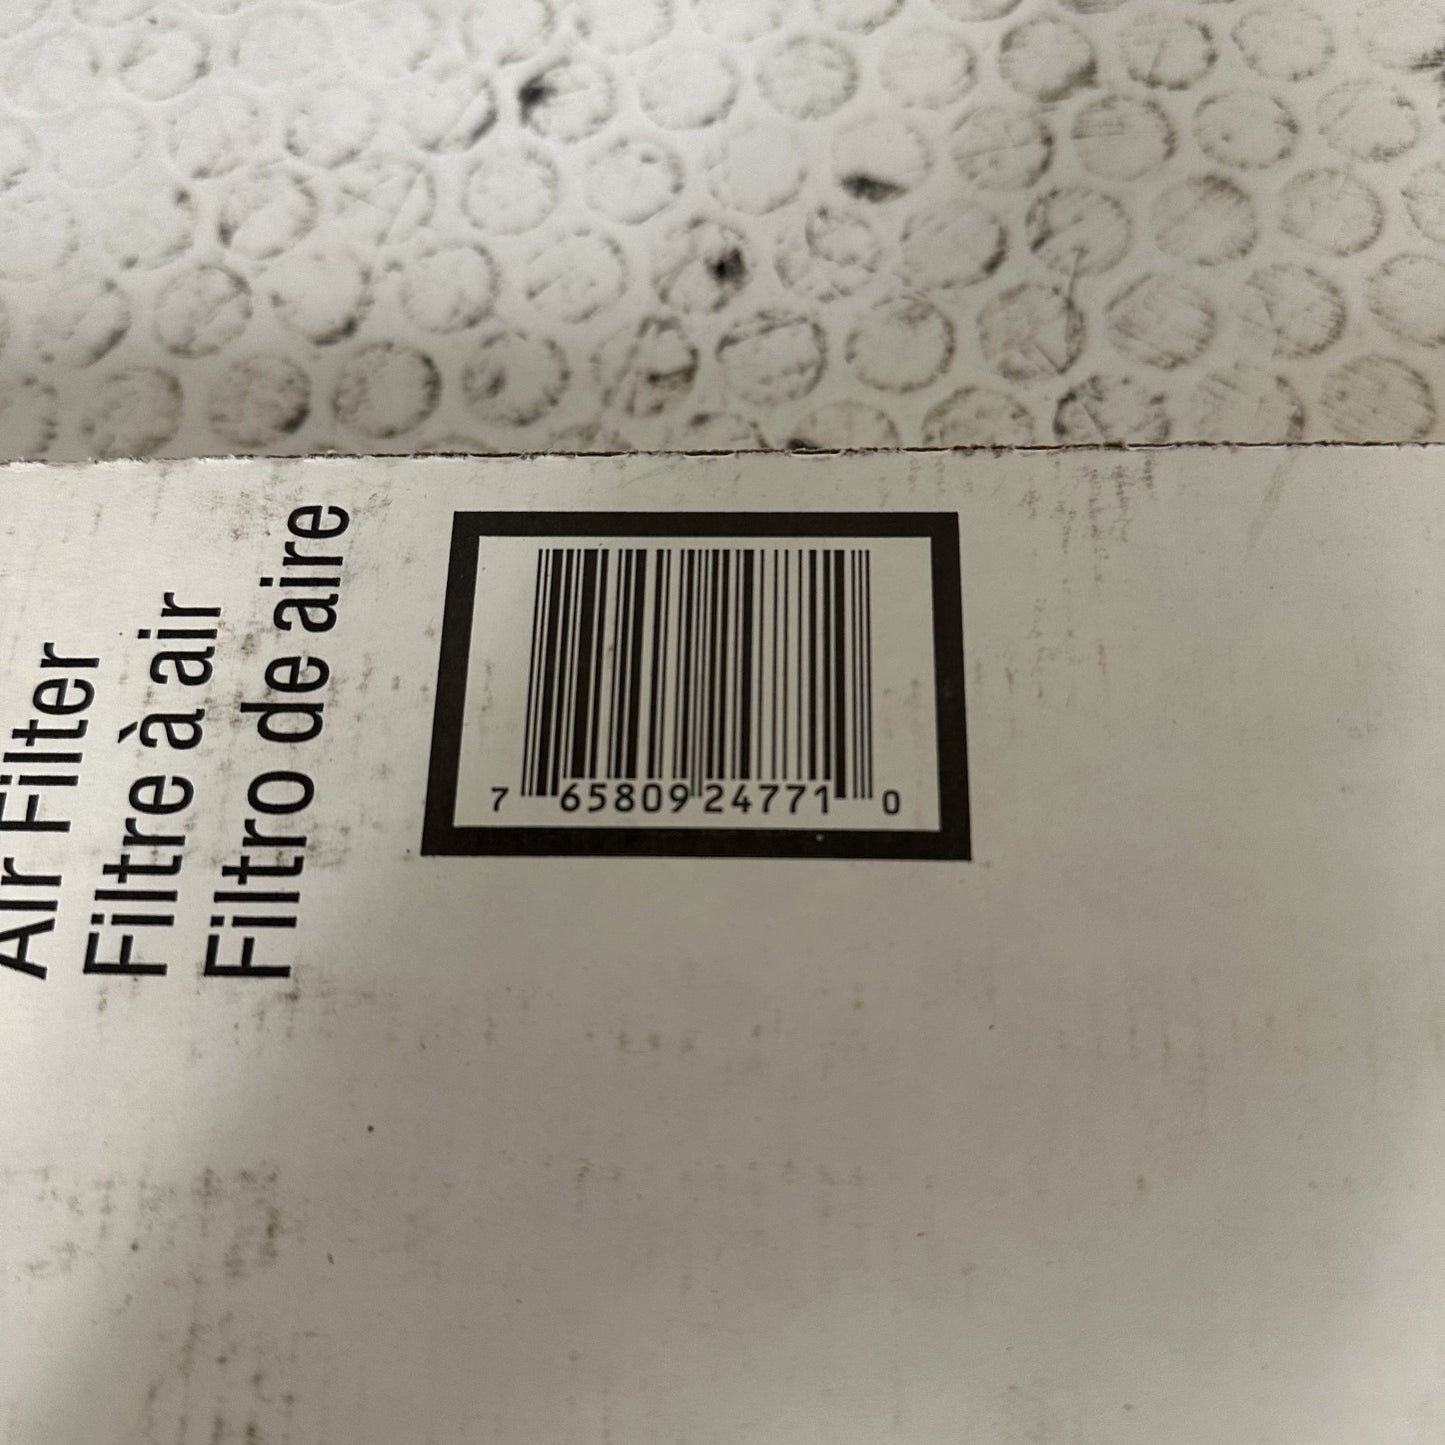 Air Filter
Filtre à air
Filtro de aire
7 65809 24771 0